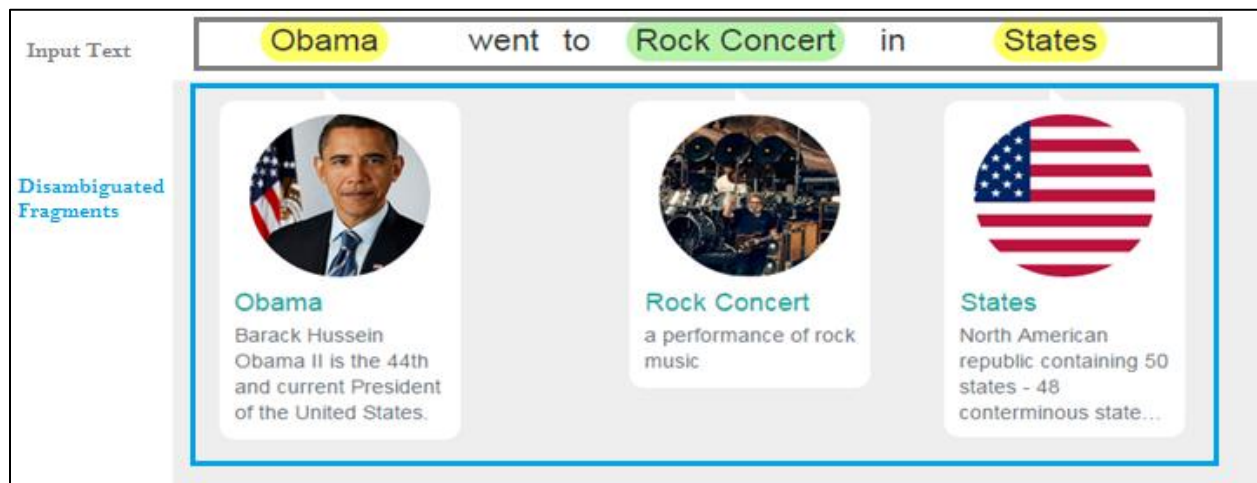 Input Text
Obama went to Rock Concert in States
Disambiguated
Fragments
Obama
Barack Hussein
Obama II is the 44th
and current President
of the United States.
Rock Concert
a performance of rock
music
States
North American
republic containing 50
states - 48
conterminous state...